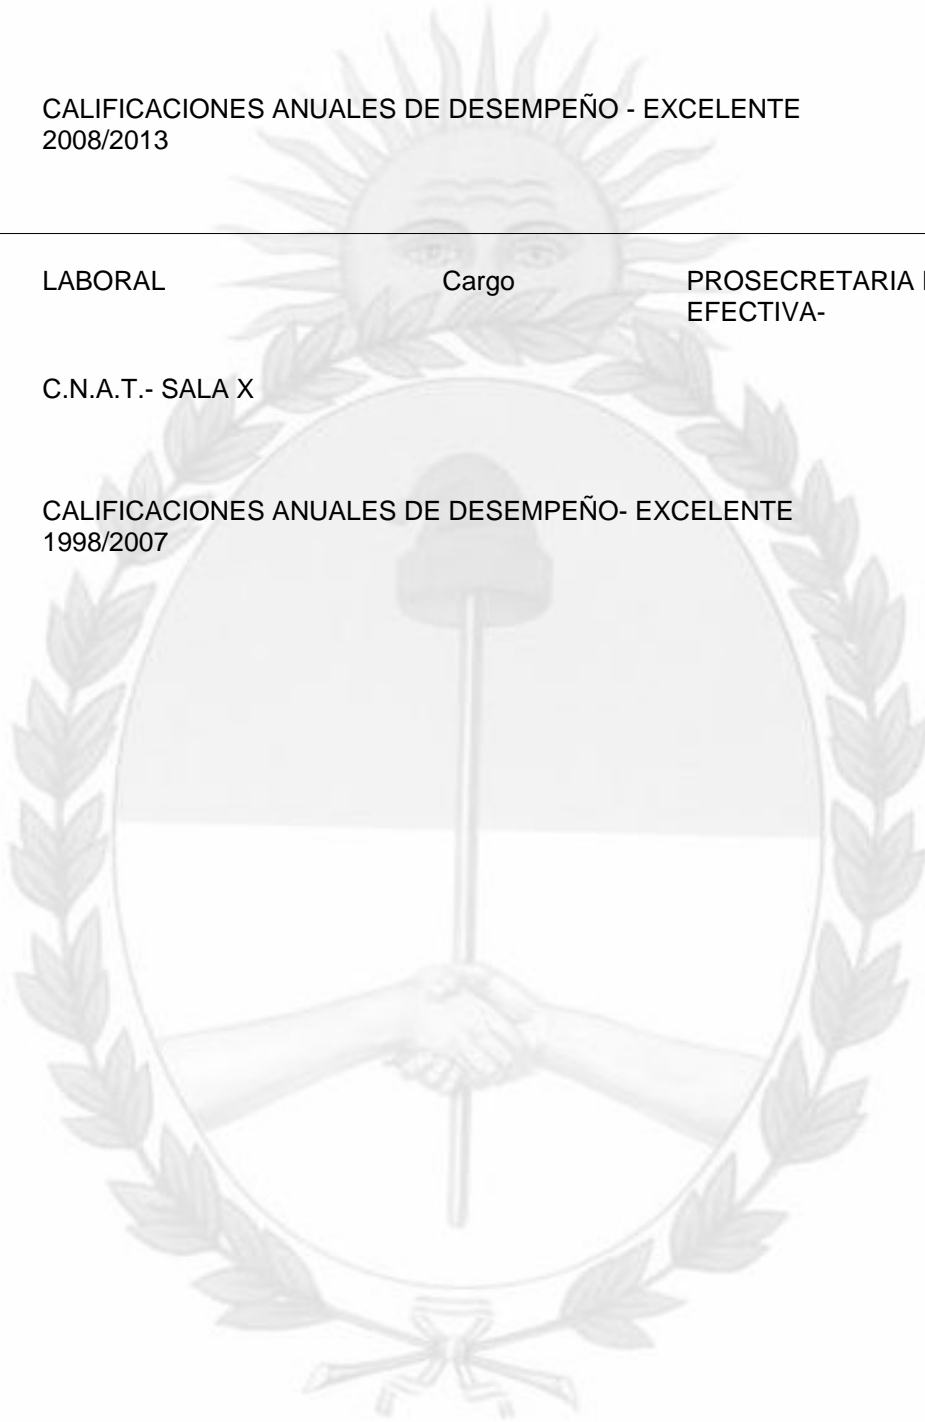 CALIFICACIONES ANUALES DE DESEMPEÑO - EXCELENTE
2008/2013
LABORAL Cargo PROSECRETARIA
EFECTIVA-
C.N.A.T.- SALA X
CALIFICACIONES ANUALES DE DESEMPEÑO- EXCELENTE
1998/2007